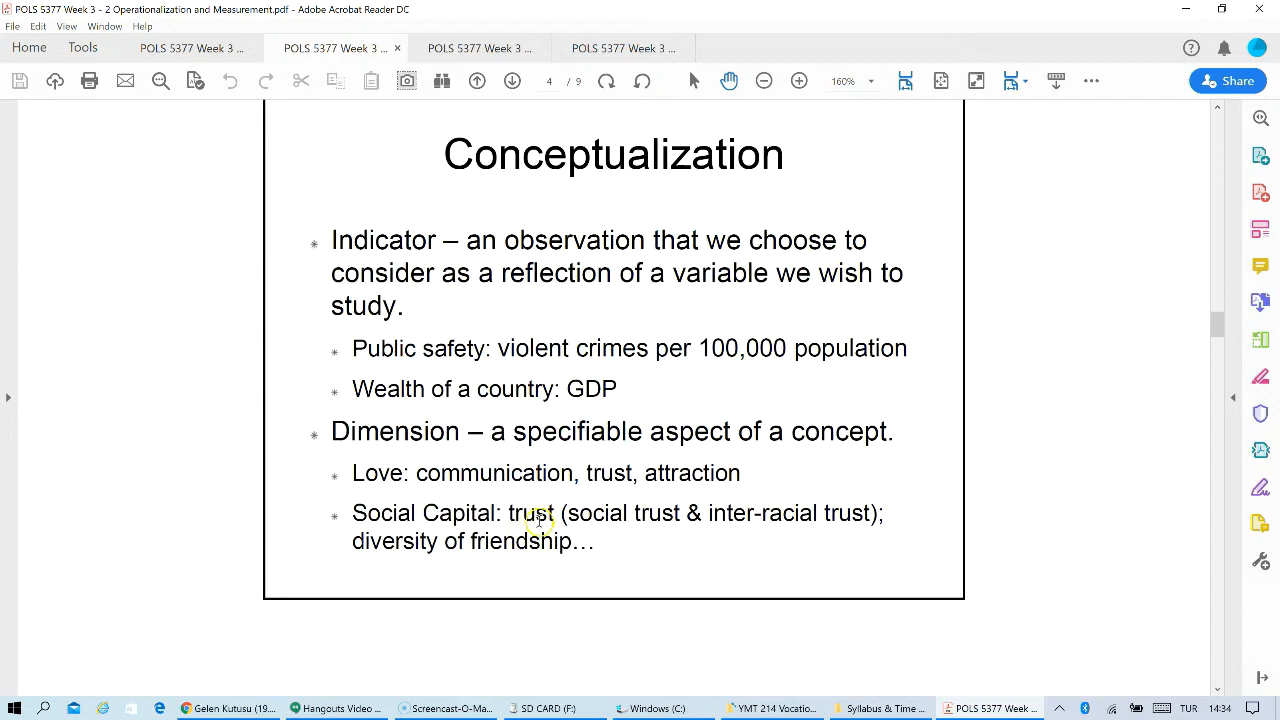 POLS 5377 Week 3 - 2 Operationalization and Measurement.pdf - Adobe Acrobat Reader DC
File Edit View Window Help
Home Tools POLS 5377 Week 3 ... POLS 5377 Week 3 ... × POLS 5377 Week 3 ... POLS 5377 Week 3 ...
4 / 9 160% Share
Conceptualization
Indicator – an observation that we choose to
consider as a reflection of a variable we wish to
study.
Public safety: violent crimes per 100,000 population
Wealth of a country: GDP
Dimension – a specifiable aspect of a concept.
Love: communication, trust, attraction
Social Capital: trust (social trust & inter-racial trust);
diversity of friendship…
Gelen Kutusu (19... Hangouts Video ... Screencast-O-Ma... SD CARD (F:) Windows (C:) YMT 214 Vocatio... Syllabus & Time ... POLS 5377 Week ... TUR 14:34